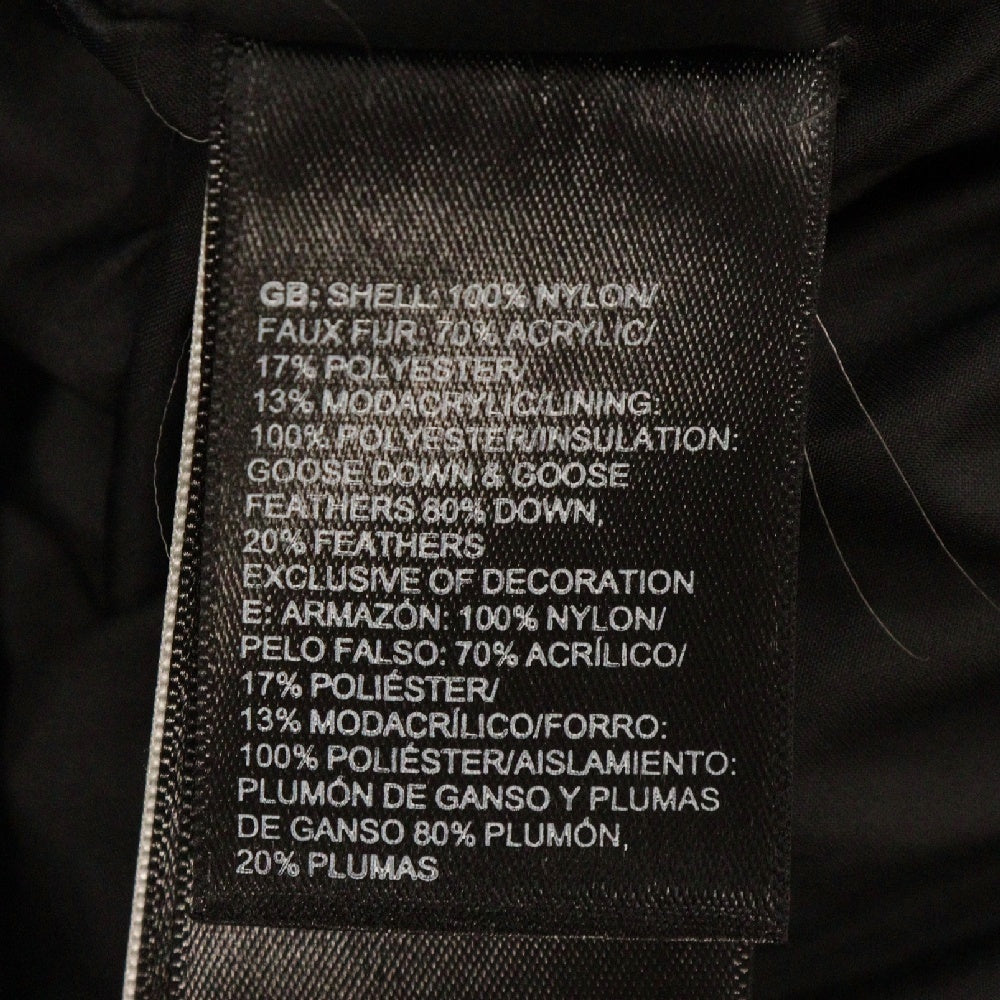 GB: SHELL: 100% NYLON/
FAUX FUR: 70% ACRYLIC/
17% POLYESTER/
13% MODACRYLIC/LINING:
100% POLYESTER/INSULATION:
GOOSE DOWN & GOOSE
FEATHERS 80% DOWN,
20% FEATHERS
EXCLUSIVE OF DECORATION
E: ARMAZÓN: 100% NYLON/
PELO FALSO: 70% ACRÍLICO/
17% POLIÉSTER/
13% MODACRÍLICO/FORRO:
100% POLIÉSTER/AISLAMIENTO:
PLUMÓN DE GANSO Y PLUMAS
DE GANSO 80% PLUMÓN,
20% PLUMAS